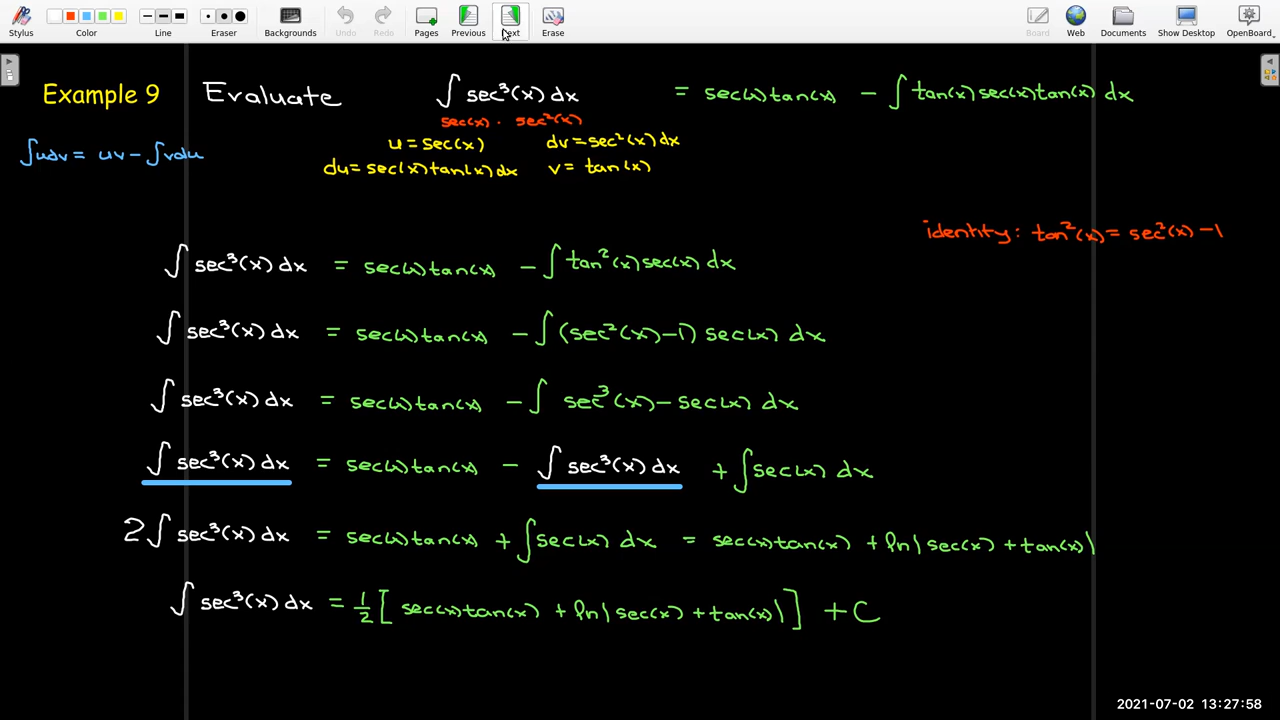 Stylus Color Line Eraser Backgrounds Undo Redo Pages Previous Next Erase Board Web Documents Show Desktop OpenBoard
Example 9 Evaluate ∫ sec³(x) dx = sec(x)tan(x) − ∫ tan(x) sec(x)tan(x) dx
sec(x) · sec²(x)
∫udv = uv − ∫vdu
u = sec(x) dv = sec²(x) dx
du = sec(x)tan(x) dx v = tan(x)
identity: tan²(x) = sec²(x) − 1
∫ sec³(x) dx = sec(x)tan(x) − ∫ tan²(x) sec(x) dx
∫ sec³(x) dx = sec(x)tan(x) − ∫ (sec²(x) − 1) sec(x) dx
∫ sec³(x) dx = sec(x)tan(x) − ∫ sec³(x) − sec(x) dx
∫ sec³(x) dx = sec(x)tan(x) − ∫ sec³(x) dx + ∫ sec(x) dx
2 ∫ sec³(x) dx = sec(x)tan(x) + ∫ sec(x) dx = sec(x)tan(x) + ln|sec(x) + tan(x)|
∫ sec³(x) dx = ½ [ sec(x)tan(x) + ln|sec(x) + tan(x)| ] + C
2021-07-02 13:27:58